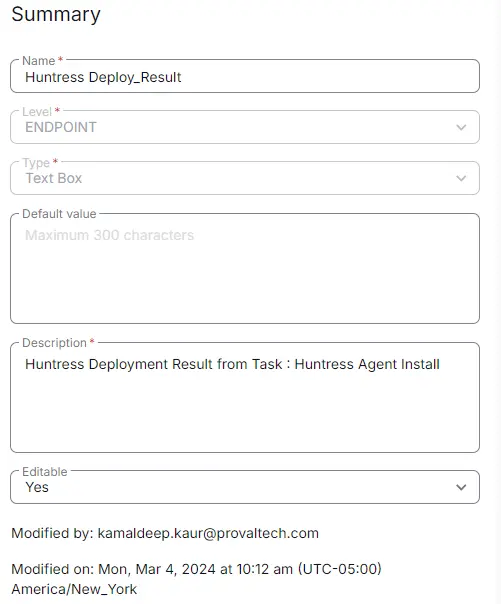 Summary
Name *
Huntress Deploy_Result
Level *
ENDPOINT
Type *
Text Box
Default value
Maximum 300 characters
Description *
Huntress Deployment Result from Task : Huntress Agent Install
Editable
Yes
Modified by: kamaldeep.kaur@provaltech.com
Modified on: Mon, Mar 4, 2024 at 10:12 am (UTC-05:00)
America/New_York